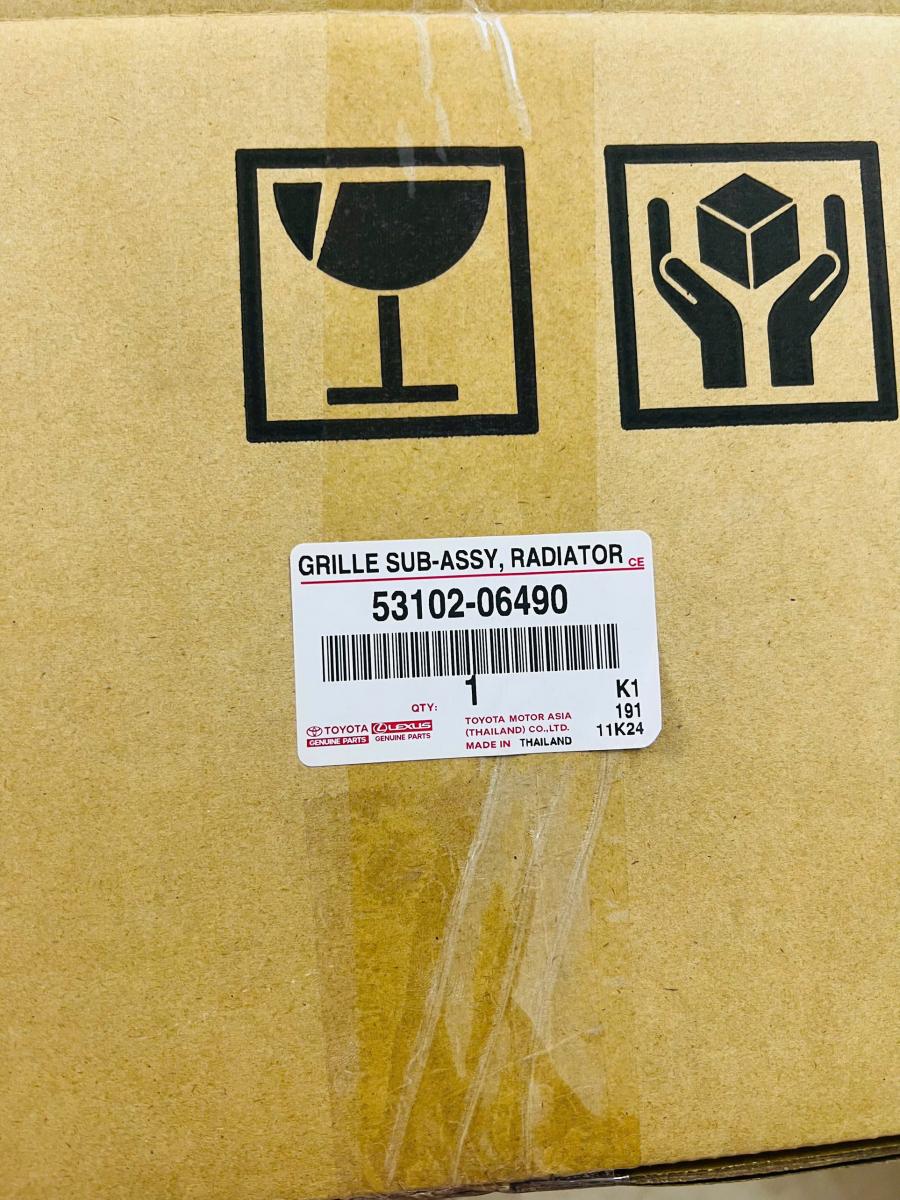 GRILLE SUB-ASSY, RADIATOR CE
53102-06490
QTY: 1
K1
191
11K24
TOYOTA
GENUINE PARTS
LEXUS
GENUINE PARTS
TOYOTA MOTOR ASIA
(THAILAND) CO.,LTD.
MADE IN THAILAND